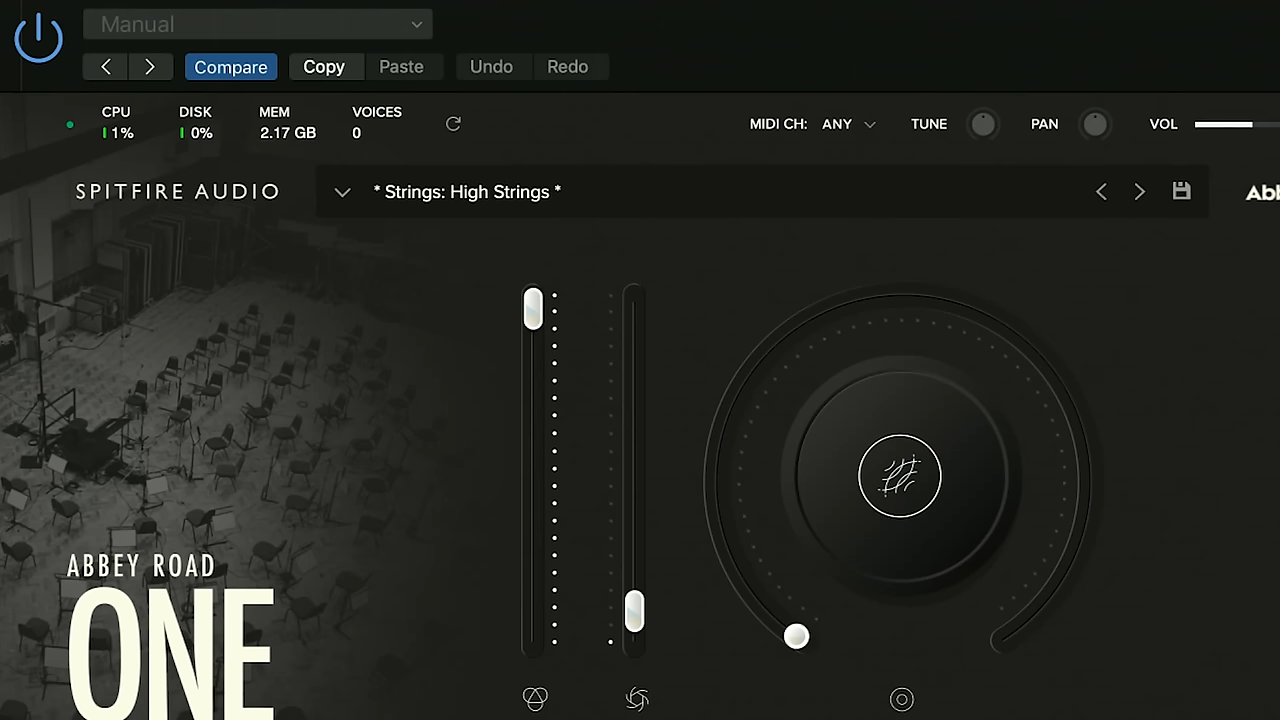 Manual
Compare Copy Paste Undo Redo
CPU DISK MEM VOICES
1% 0% 2.17 GB 0
MIDI CH: ANY TUNE PAN VOL
SPITFIRE AUDIO
* Strings: High Strings *
Abb
ABBEY ROAD
ONE